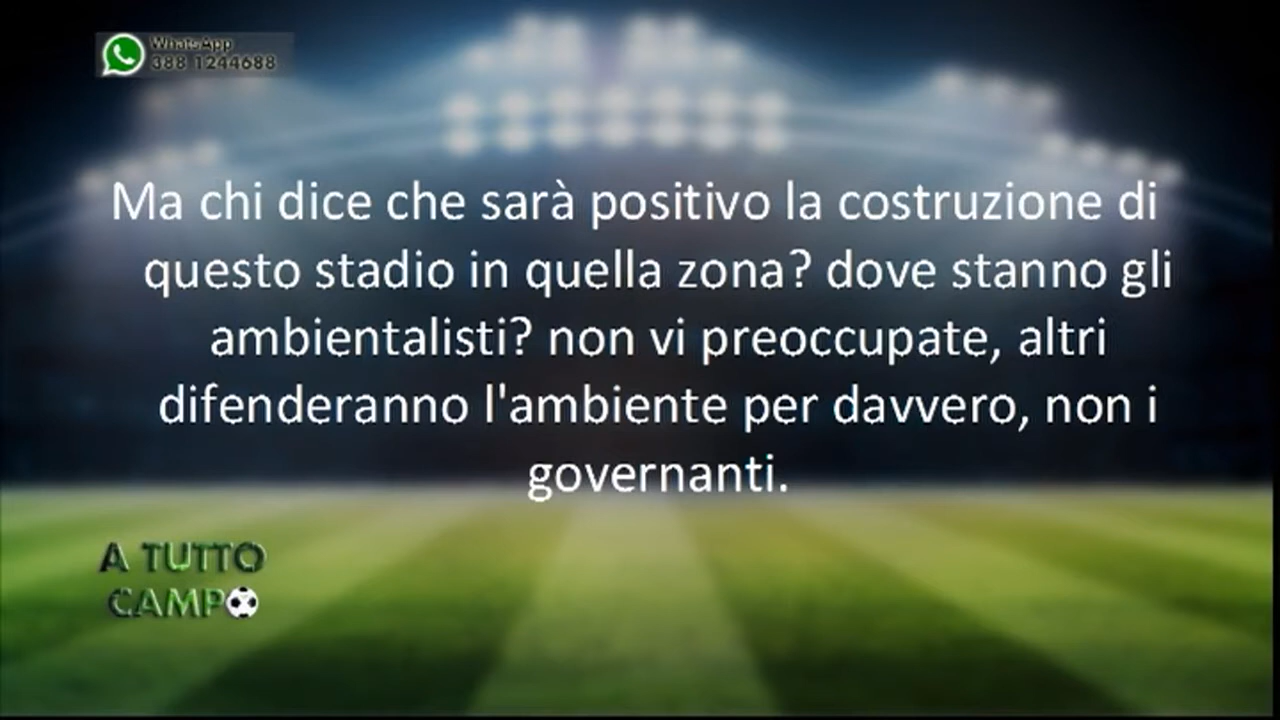 WhatsApp
388 1244688
Ma chi dice che sarà positivo la costruzione di
questo stadio in quella zona? dove stanno gli
ambientalisti? non vi preoccupate, altri
difenderanno l'ambiente per davvero, non i
governanti.
A TUTTO
CAMPO